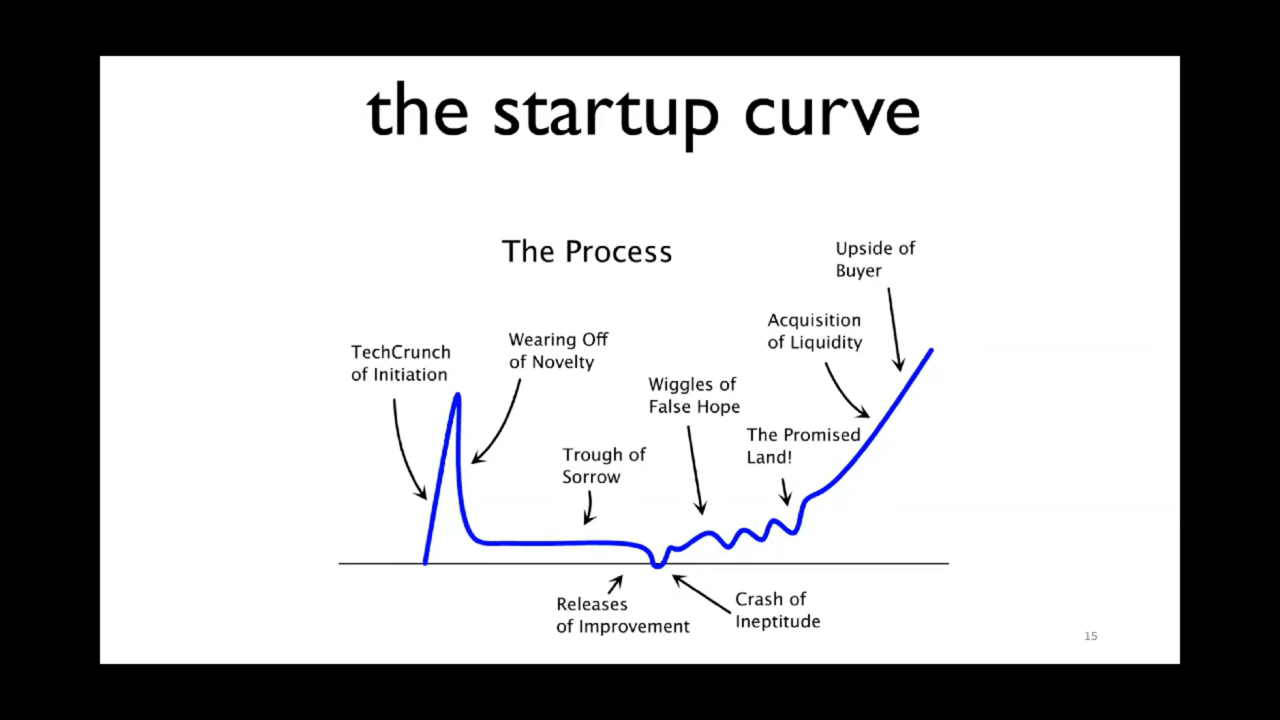 the startup curve
The Process
Upside of
Buyer
Acquisition
of Liquidity
TechCrunch
of Initiation
Wearing Off
of Novelty
Wiggles of
False Hope
The Promised
Land!
Trough of
Sorrow
Releases
of Improvement
Crash of
Ineptitude
15